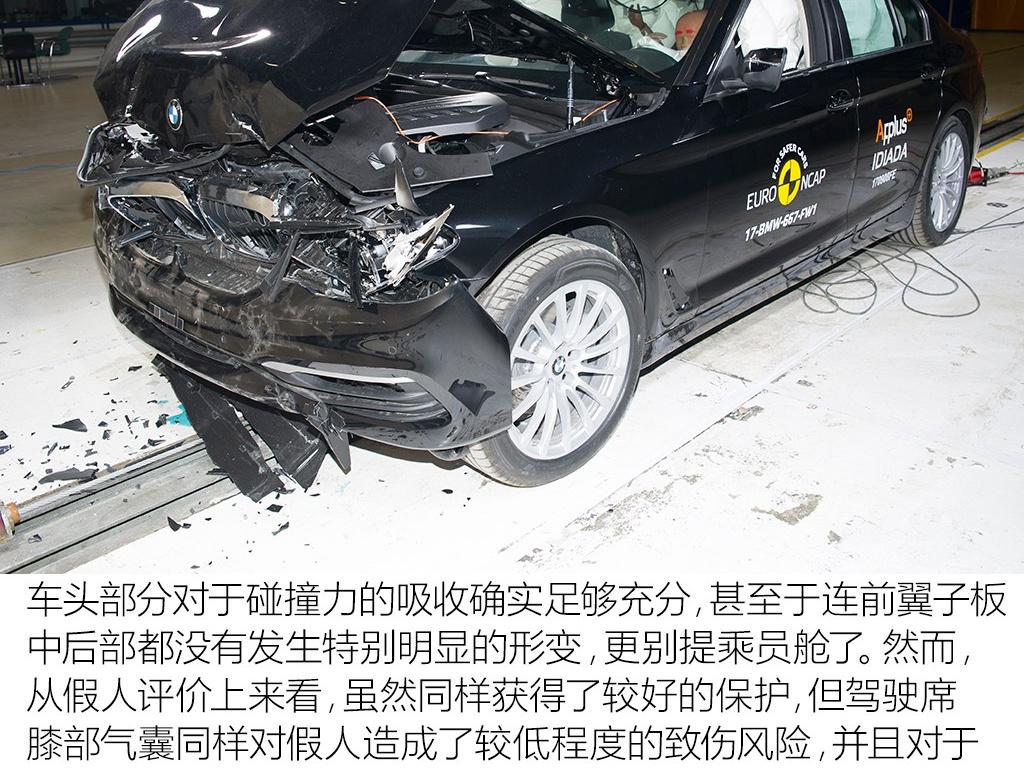 FOR SAFER CARS
EURO NCAP
17-BMW-667-FW1
Applus+
IDIADA
170600FE
车头部分对于碰撞力的吸收确实足够充分,甚至于连前翼子板
中后部都没有发生特别明显的形变,更别提乘员舱了。然而,
从假人评价上来看,虽然同样获得了较好的保护,但驾驶席
膝部气囊同样对假人造成了较低程度的致伤风险,并且对于